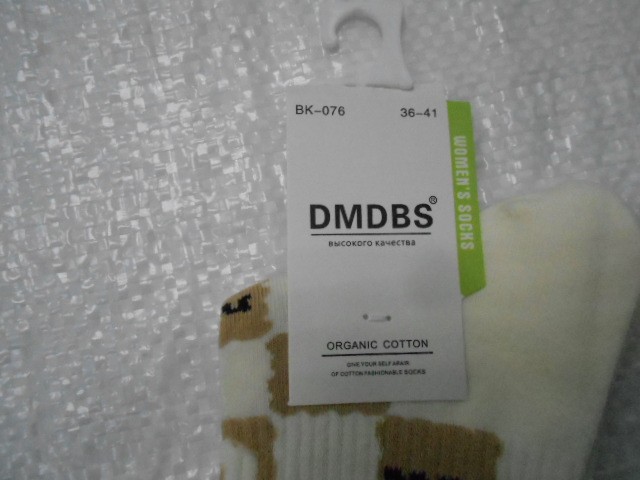 BK-076 36-41
WOMEN'S SOCKS
DMDBS®
высокого качества
ORGANIC COTTON
GIVE YOUR SELF AGAIN
OF COTTON FASHIONABLE SOCKS